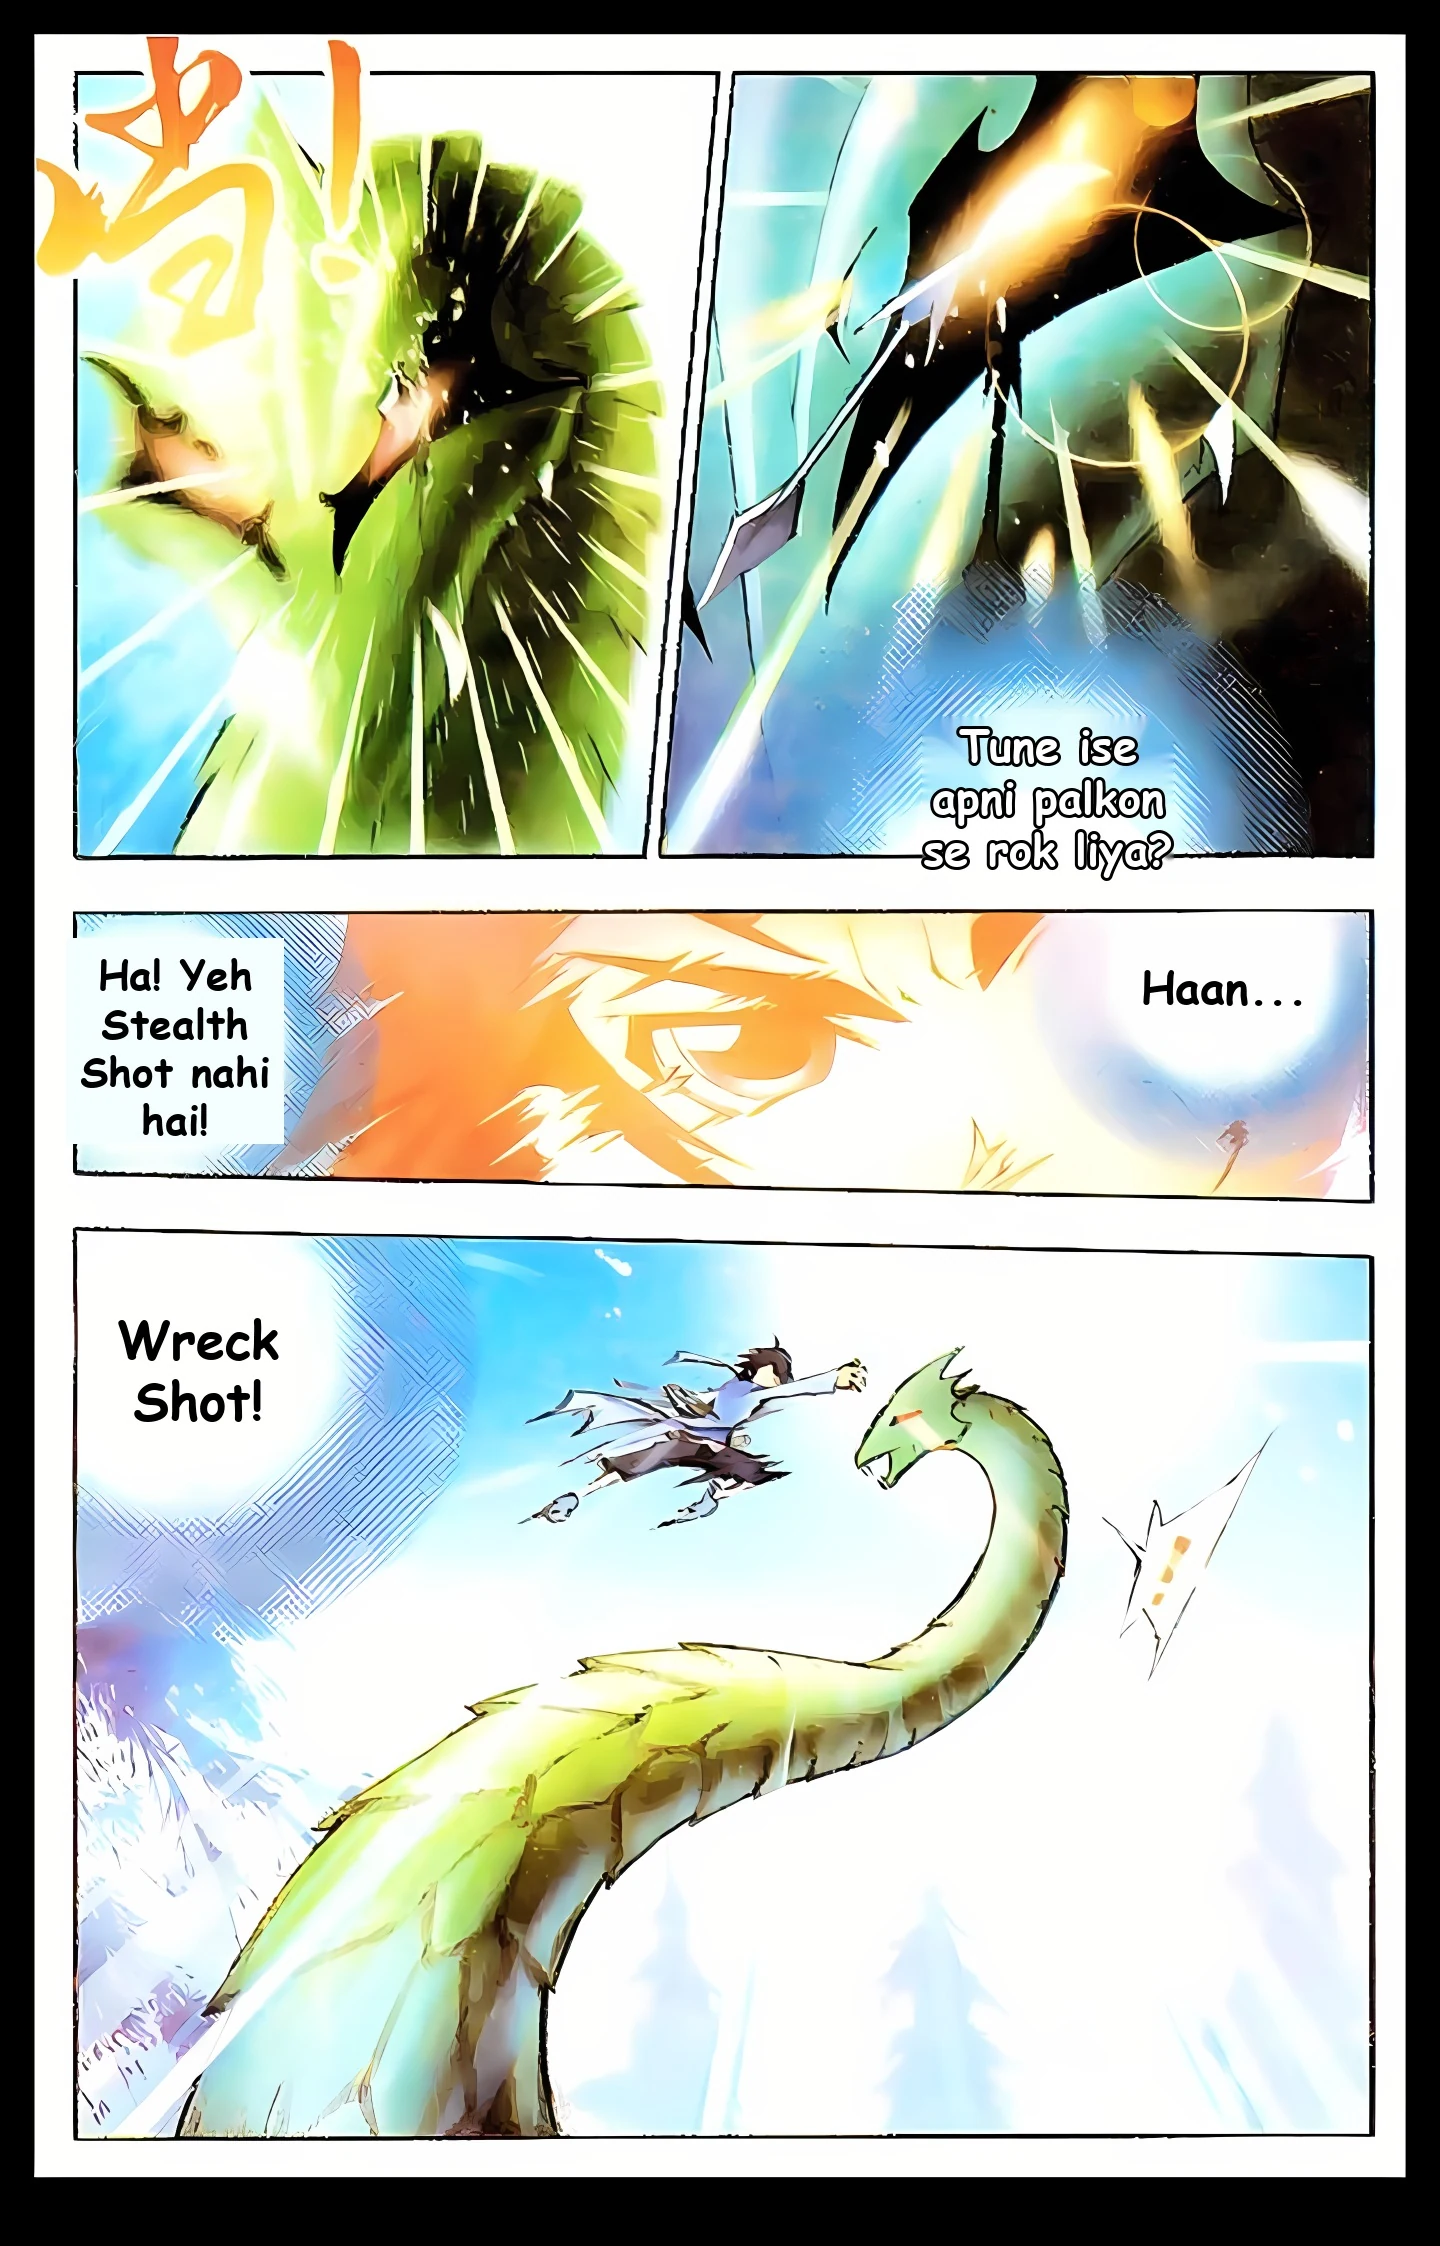 Tune ise
apni palkon
se rok liya?
Ha! Yeh
Stealth
Shot nahi
hai!
Haan...
Wreck
Shot!